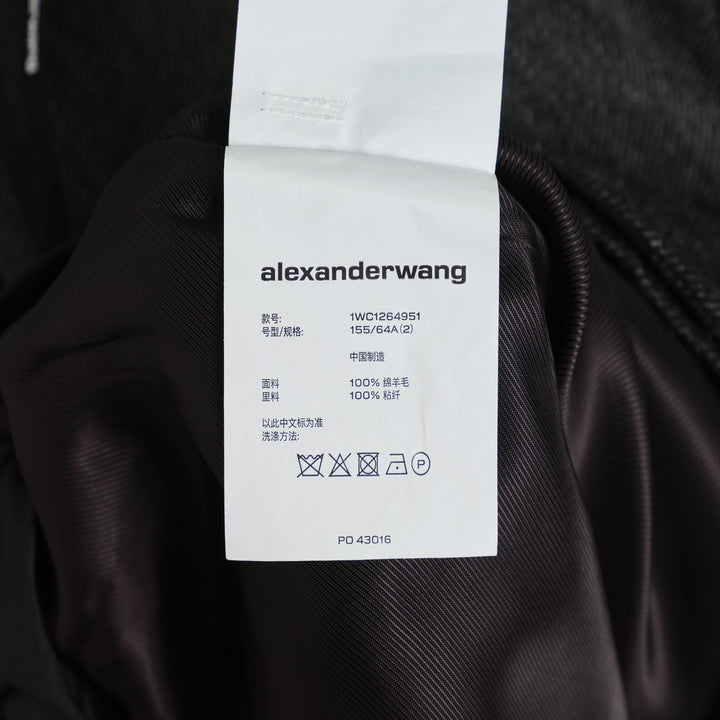 alexanderwang
款号: 1WC1264951
号型/规格: 155/64A(2)
中国制造
面料 100% 绵羊毛
里料 100% 粘纤
以此中文标为准
洗涤方法:
P
PO 43016